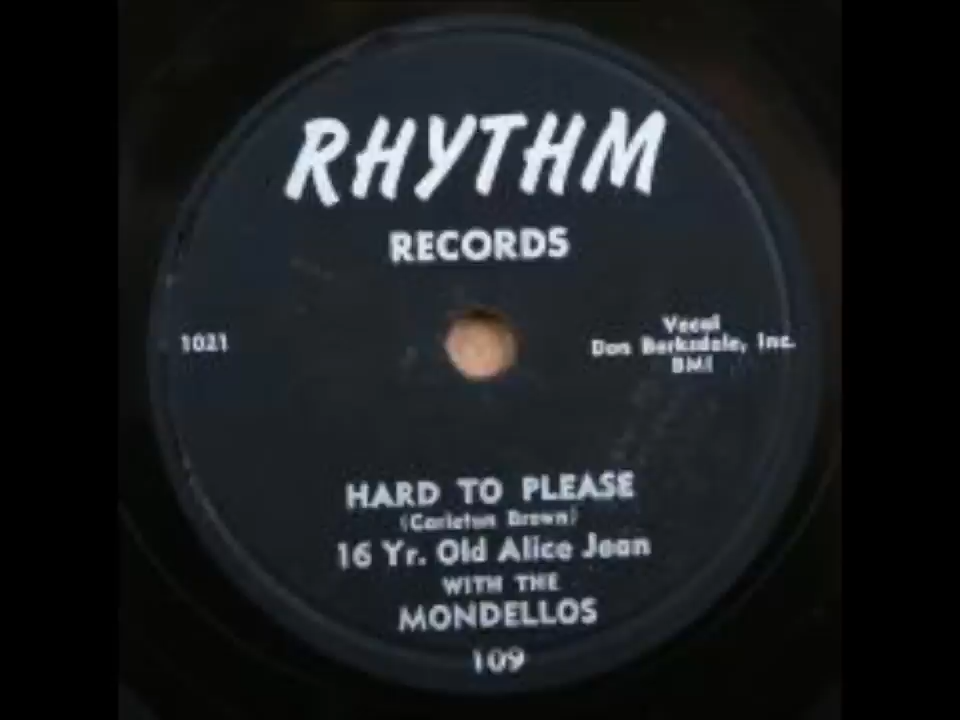 RHYTHM
RECORDS
1021
Vocal
Don Barksdale, Inc.
BMI
HARD TO PLEASE
(Carleton Brown)
16 Yr. Old Alice Jean
WITH THE
MONDELLOS
109